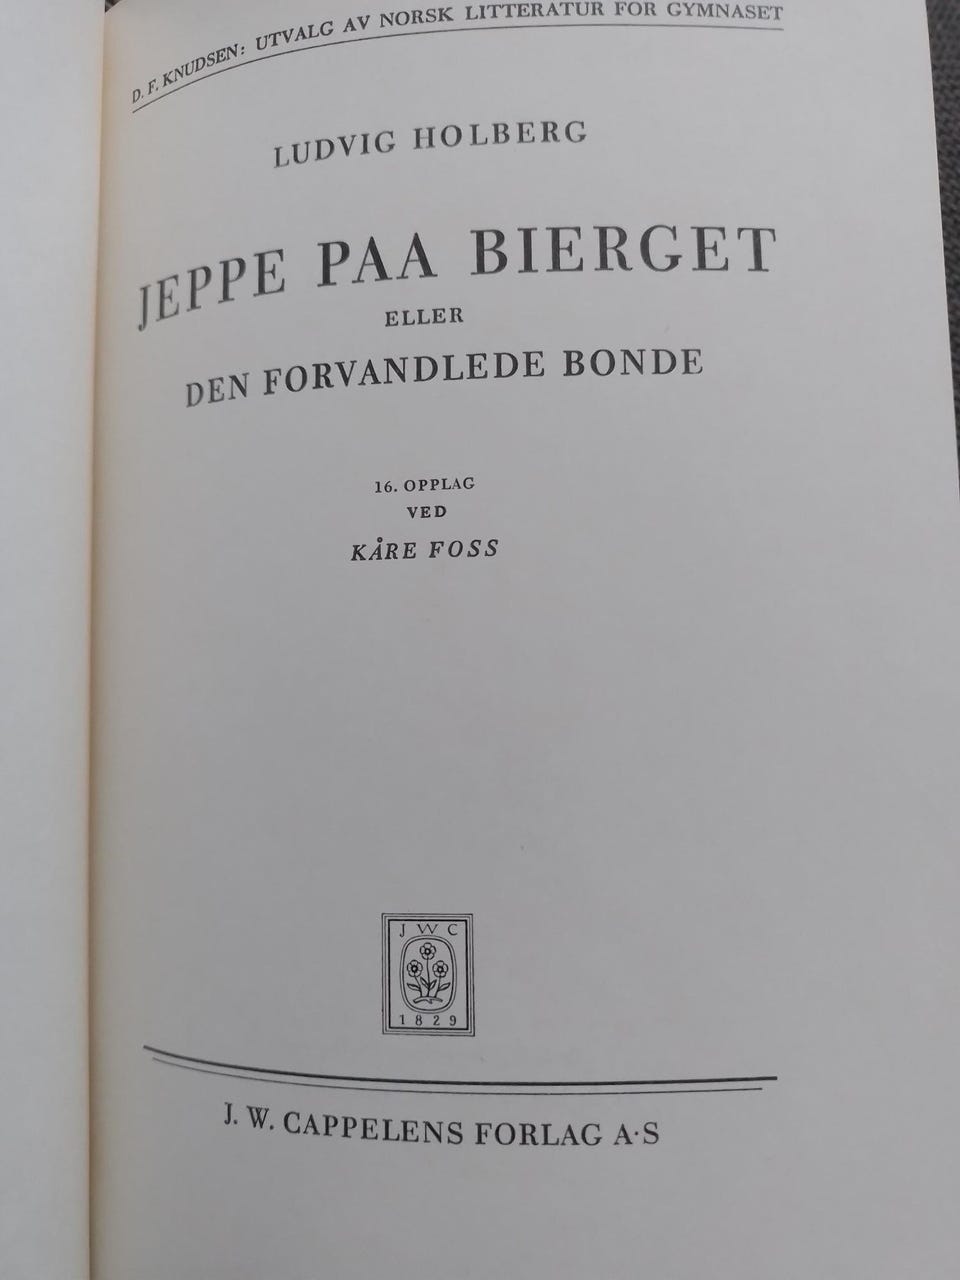 D. F. KNUDSEN: UTVALG AV NORSK LITTERATUR FOR GYMNASET
LUDVIG HOLBERG
JEPPE PAA BIERGET
ELLER
DEN FORVANDLEDE BONDE
16. OPPLAG
VED
KÅRE FOSS
J W C
1829
J. W. CAPPELENS FORLAG A·S